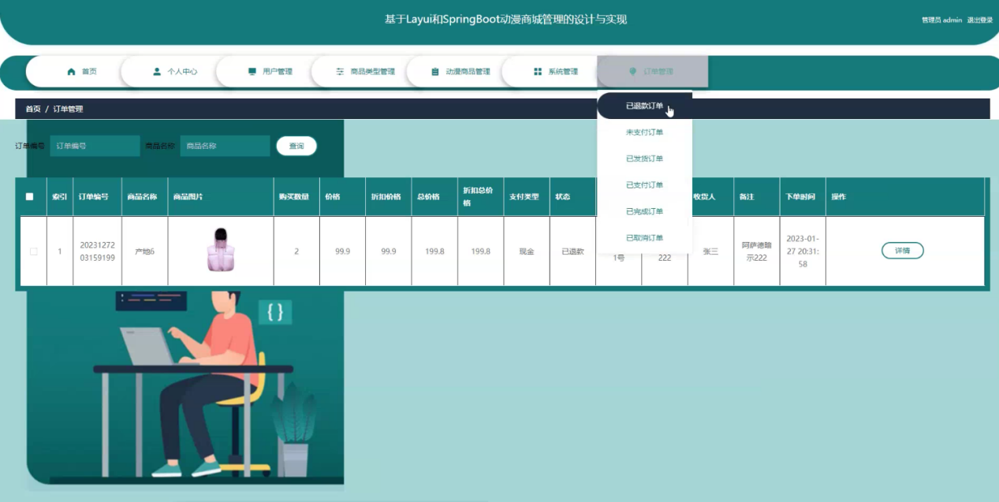 基于Layui和SpringBoot动漫商城管理的设计与实现
管理员 admin 退出登录
首页 个人中心 用户管理 商品类型管理 动漫商品管理 系统管理 订单管理
首页 / 订单管理
已退款订单
未支付订单
已发货订单
已支付订单
已完成订单
已取消订单
订单编号 订单编号 商品名称 商品名称 查询
索引 订单编号 商品名称 商品图片 购买数量 价格 折扣价格 总价格 折扣总价格 支付类型 状态 收货人 备注 下单时间 操作
1 20231272
03159199 产地6 2 99.9 99.9 199.8 199.8 现金 已退款 1号 222 张三 阿萨德暗
示222 2023-01-
27 20:31:
58 详情
{ }